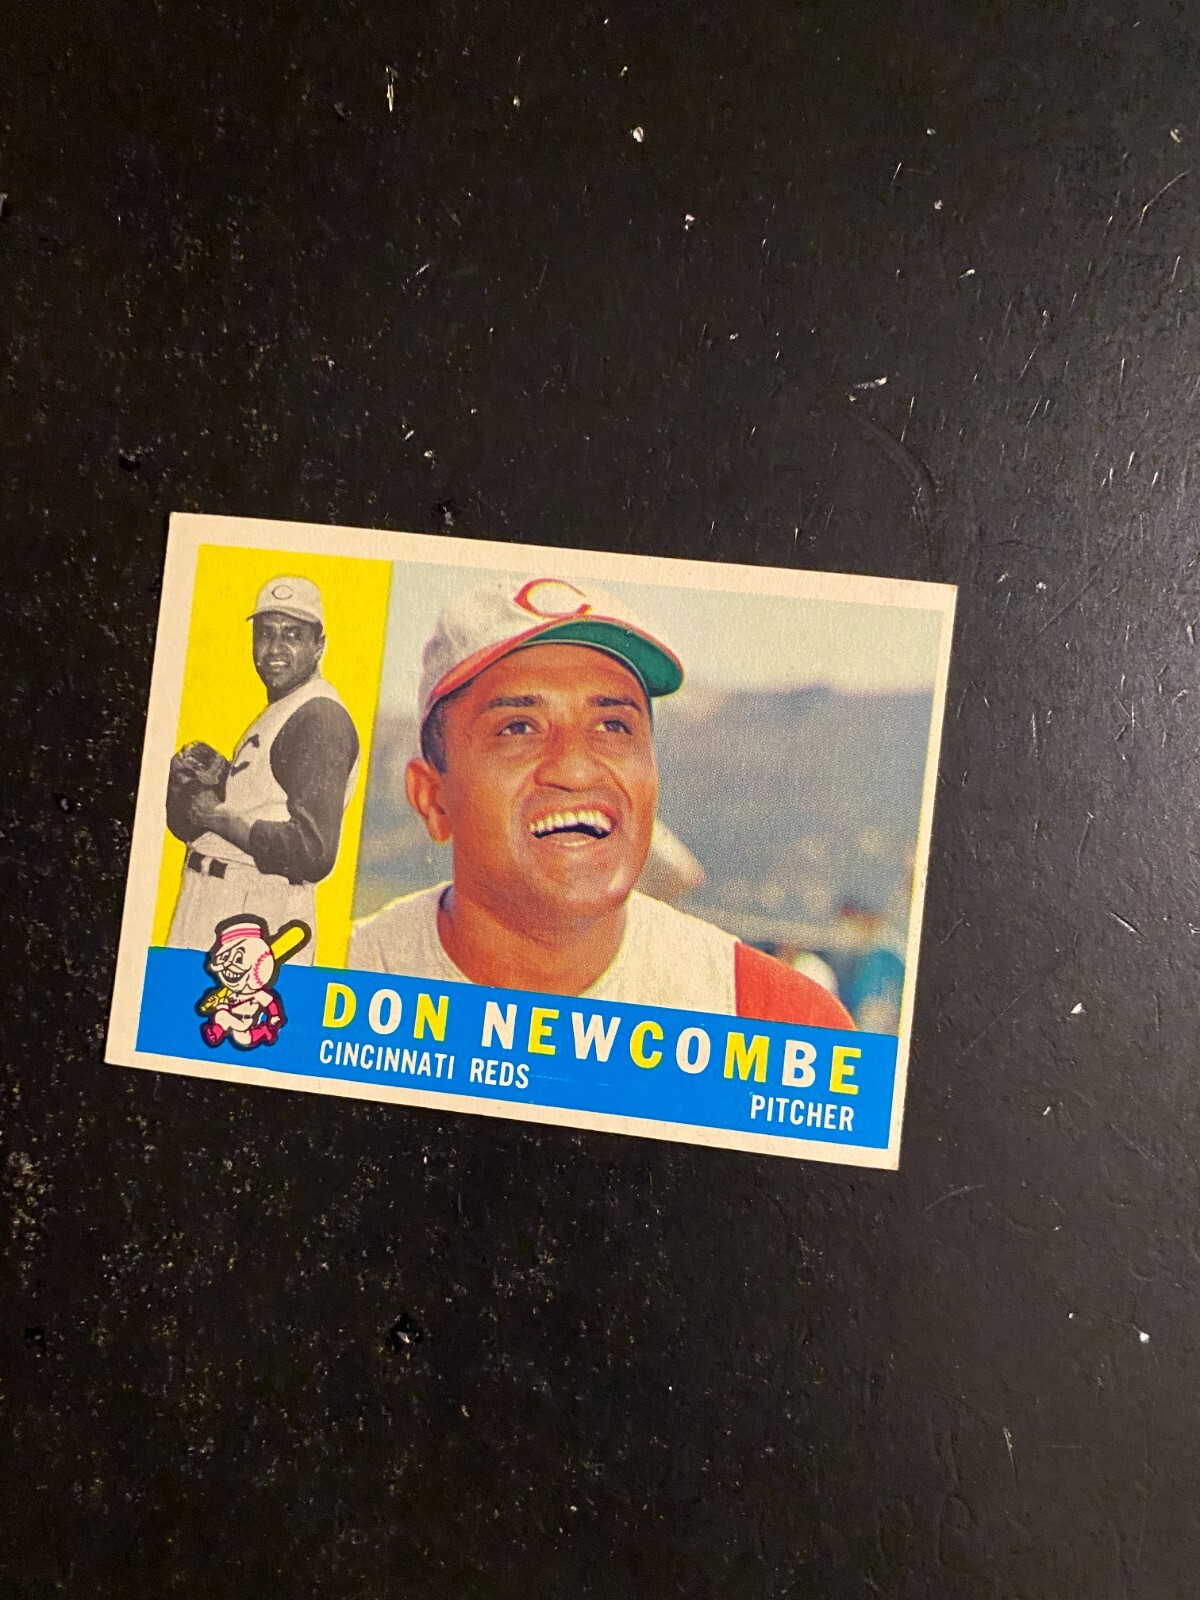 C
DON NEWCOMBE
CINCINNATI REDS
PITCHER